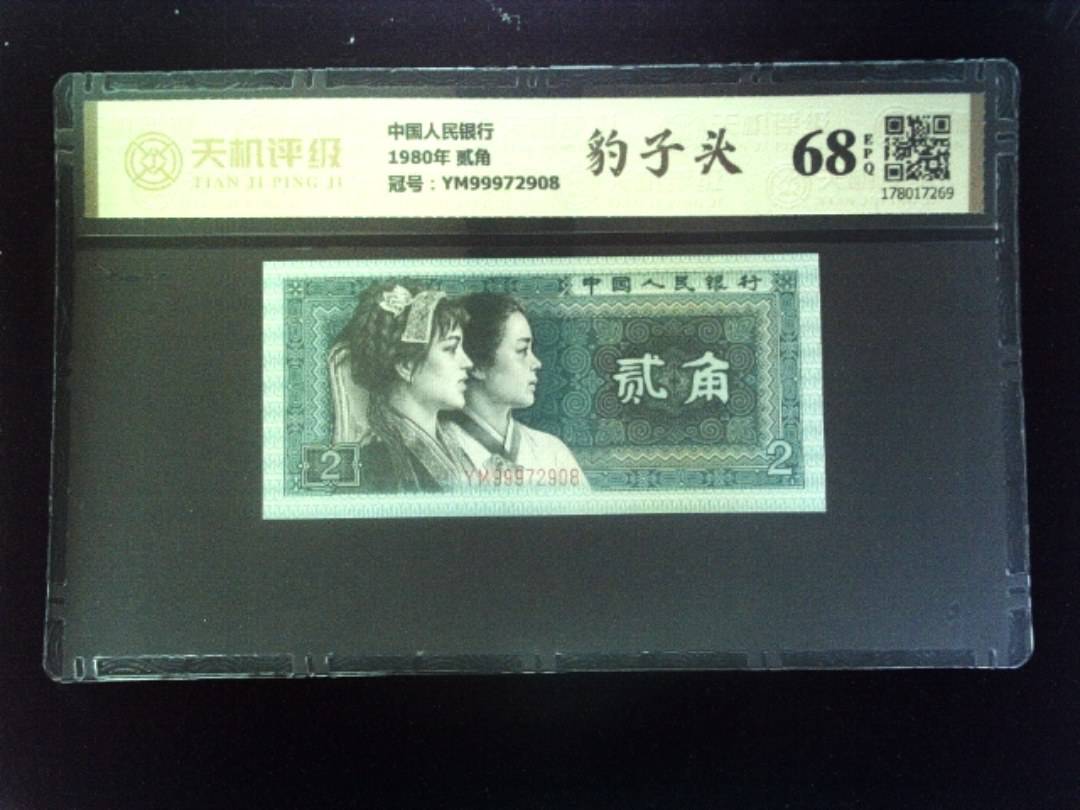 天机评级
TIAN JI PING JI
中国人民银行
1980年 贰角
冠号：YM99972908
豹子头
68
EPQ
178017269
中国人民银行
贰角
2
2
YM99972908